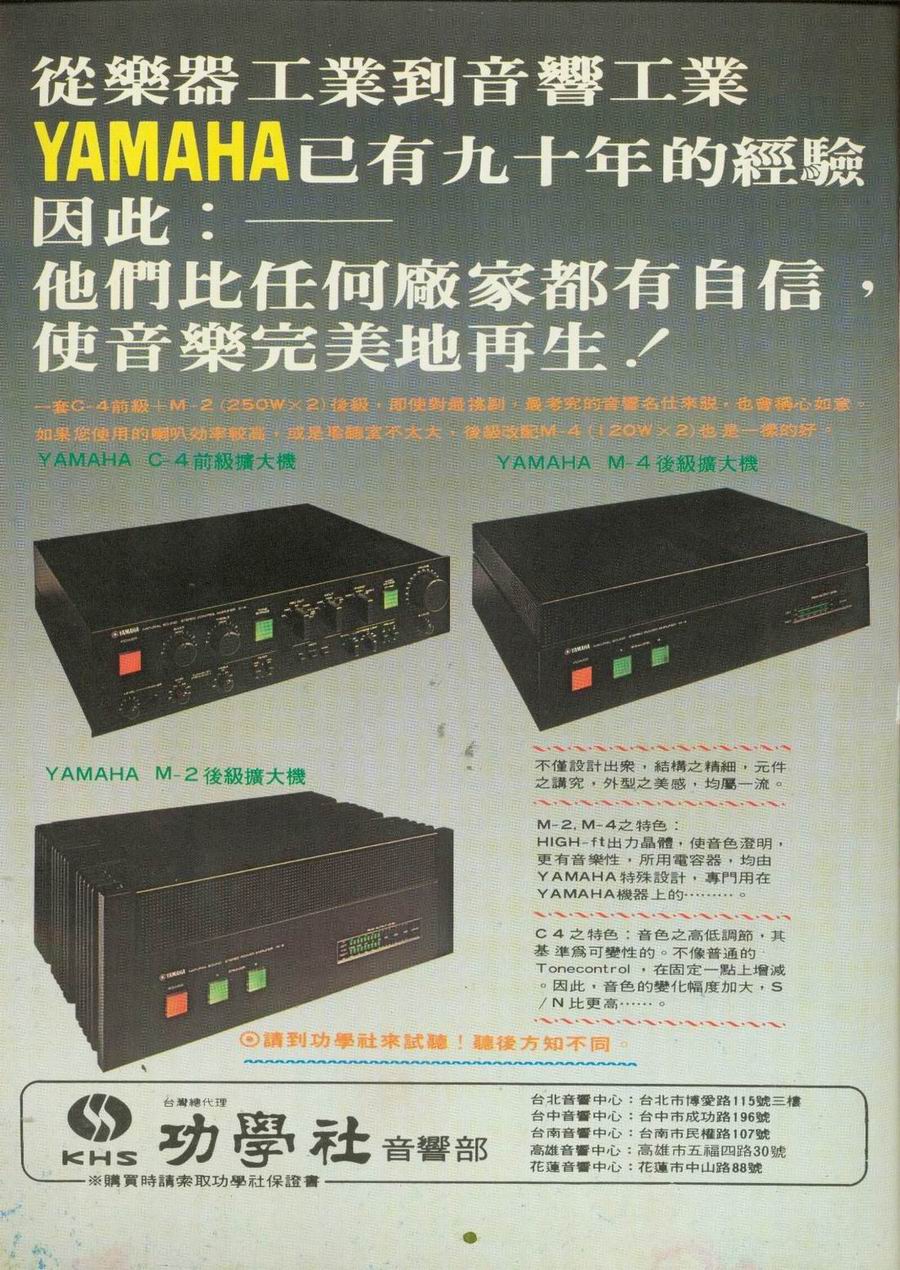 從樂器工業到音響工業
YAMAHA已有九十年的經驗
因此：——
他們比任何廠家都有自信，
使音樂完美地再生！
一套C-4前級＋M-2(250W×2)後級，即使對最挑剔，最考究的音響名仕來説，也會稱心如意。
如果您使用的喇叭效率較高，或是聆聽室不太大、後級改配M-4(120W×2)也是一樣的好。
YAMAHA C-4前級擴大機
YAMAHA M-4後級擴大機
YAMAHA M-2後級擴大機
不僅設計出衆，結構之精細，元件
之講究，外型之美感，均屬一流。
M-2, M-4之特色：
HIGH-ft出力晶體，使音色澄明，
更有音樂性，所用電容器，均由
YAMAHA特殊設計，專門用在
YAMAHA機器上的………。
C 4 之特色：音色之高低調節，其
基準爲可變性的。不像普通的
Tonecontrol，在固定一點上增減
。因此，音色的變化幅度加大，S
/N比更高……。
⊙請到功學社來試聽！聽後方知不同。
台灣總代理
KHS
功學社音響部
※購買時請索取功學社保證書
台北音響中心：台北市博愛路115號三樓
台中音響中心：台中市成功路196號
台南音響中心：台南市民權路107號
高雄音響中心：高雄市五福四路30號
花蓮音響中心：花蓮市中山路88號
YAMAHA
POWER
YAMAHA
YAMAHA